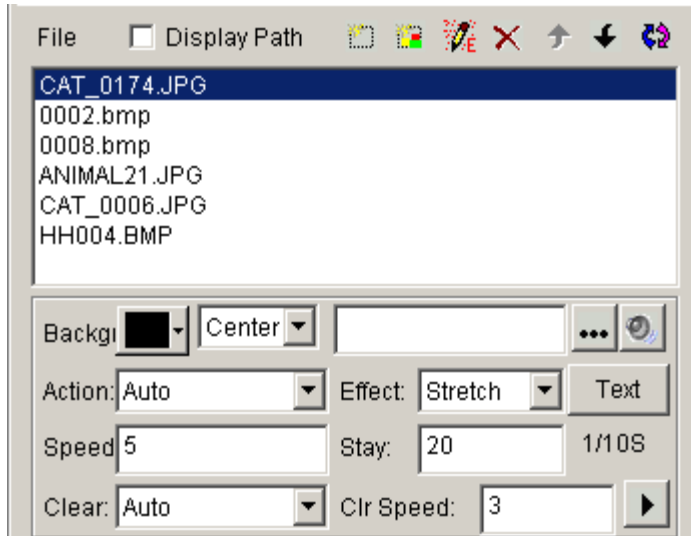 File Display Path
CAT_0174.JPG
0002.bmp
0008.bmp
ANIMAL21.JPG
CAT_0006.JPG
HH004.BMP
Backgr Center
Action: Auto Effect: Stretch Text
Speed 5 Stay: 20 1/10S
Clear: Auto Clr Speed: 3